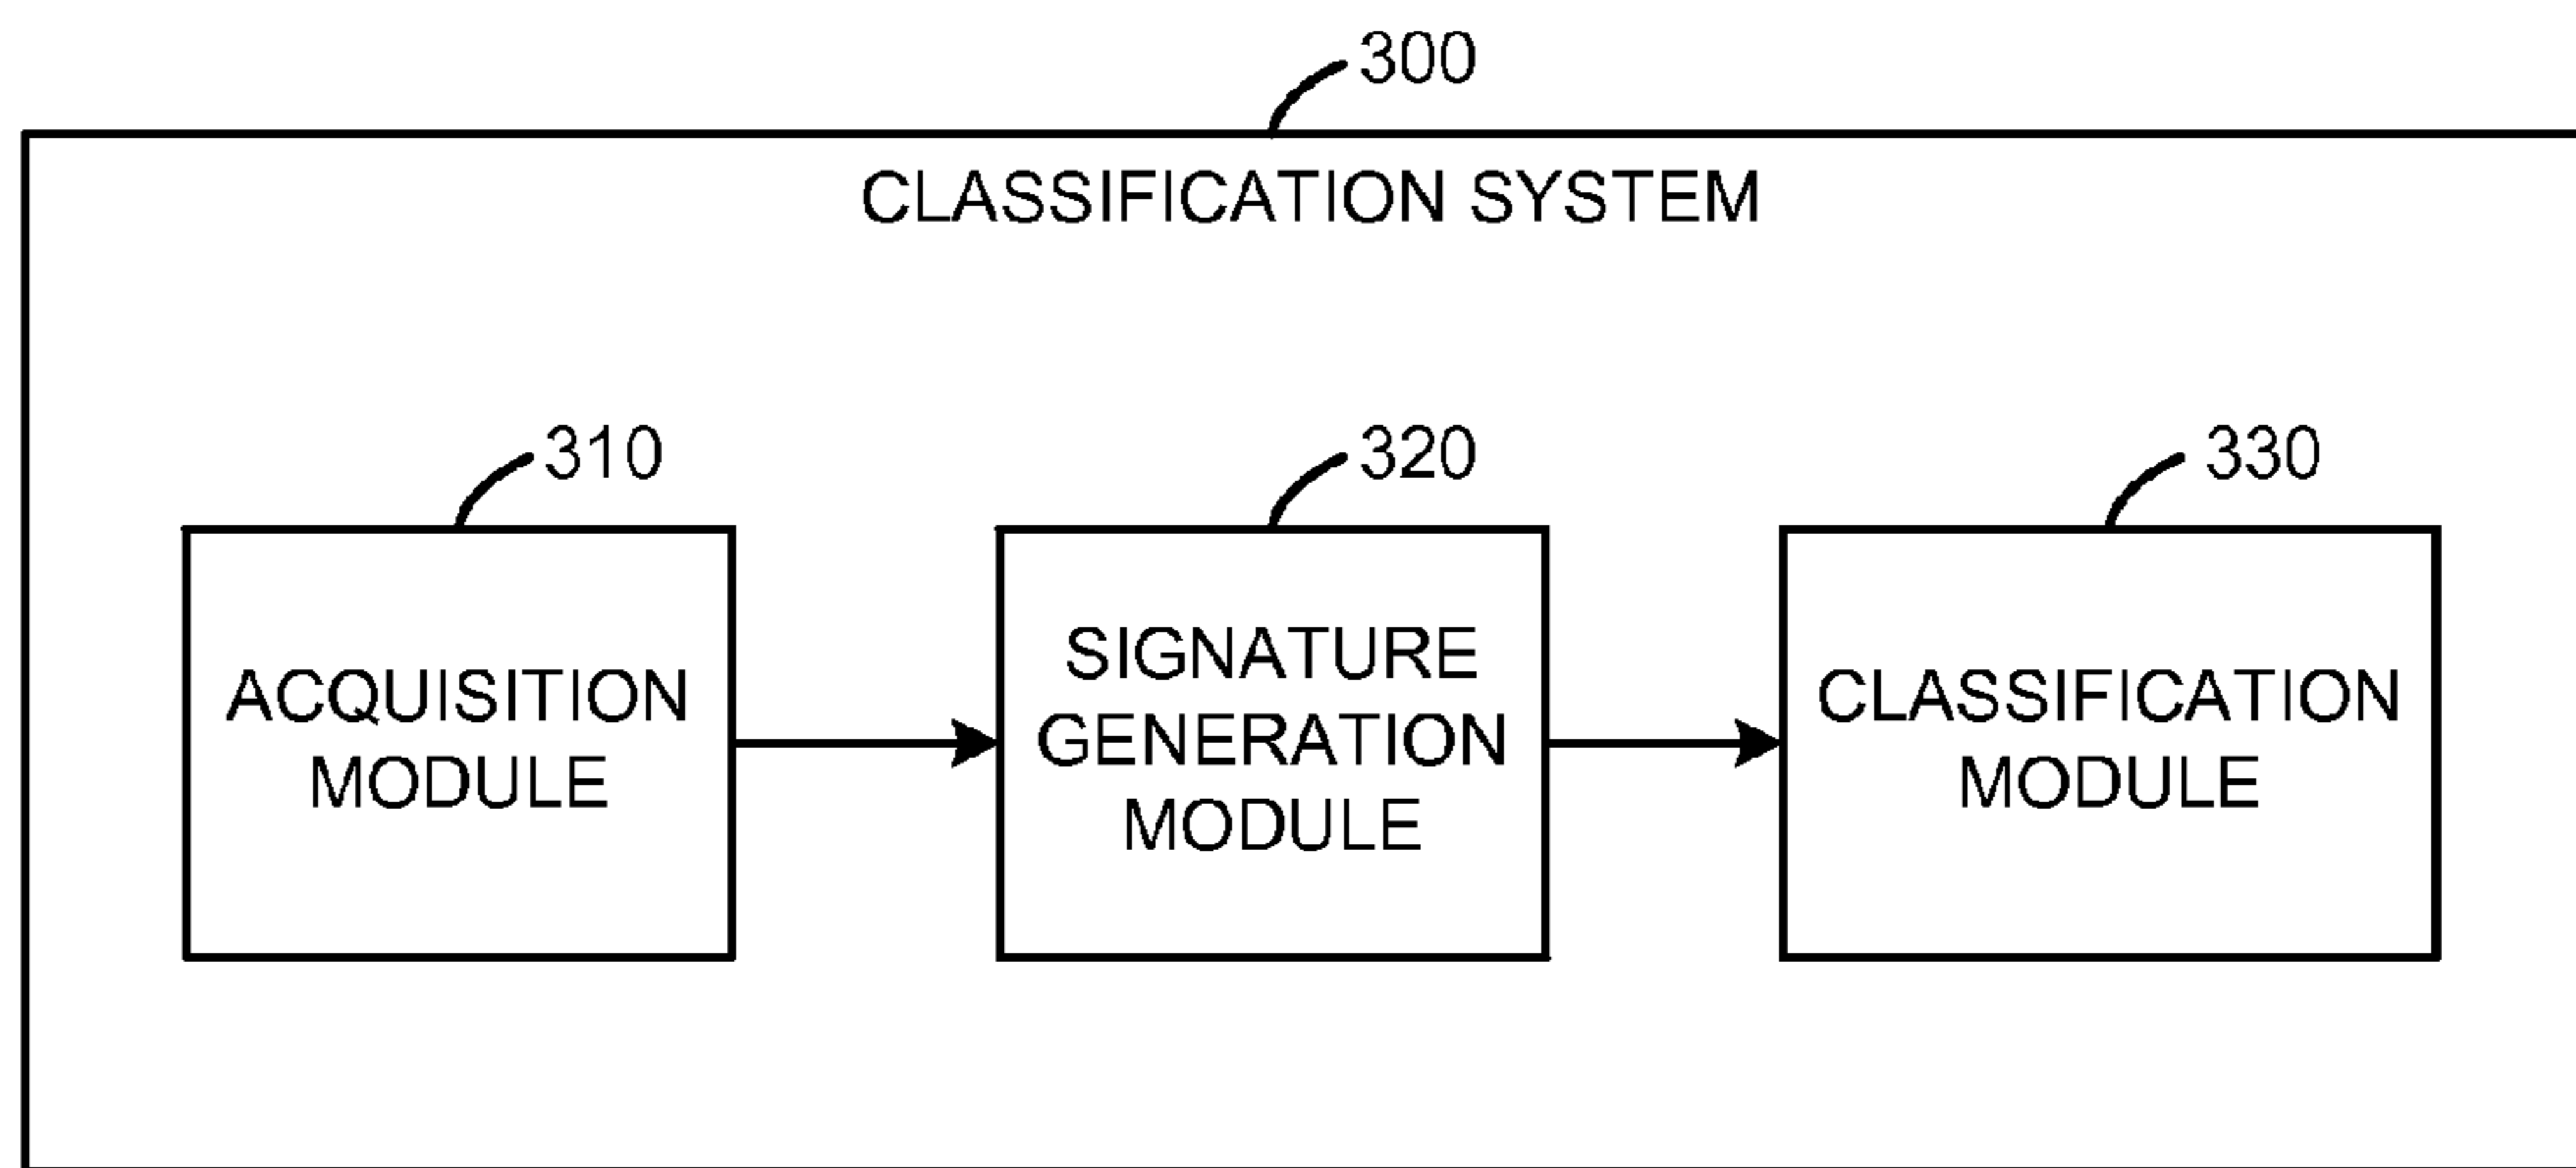 300
CLASSIFICATION SYSTEM
310
320
330
ACQUISITION
MODULE
SIGNATURE
GENERATION
MODULE
CLASSIFICATION
MODULE